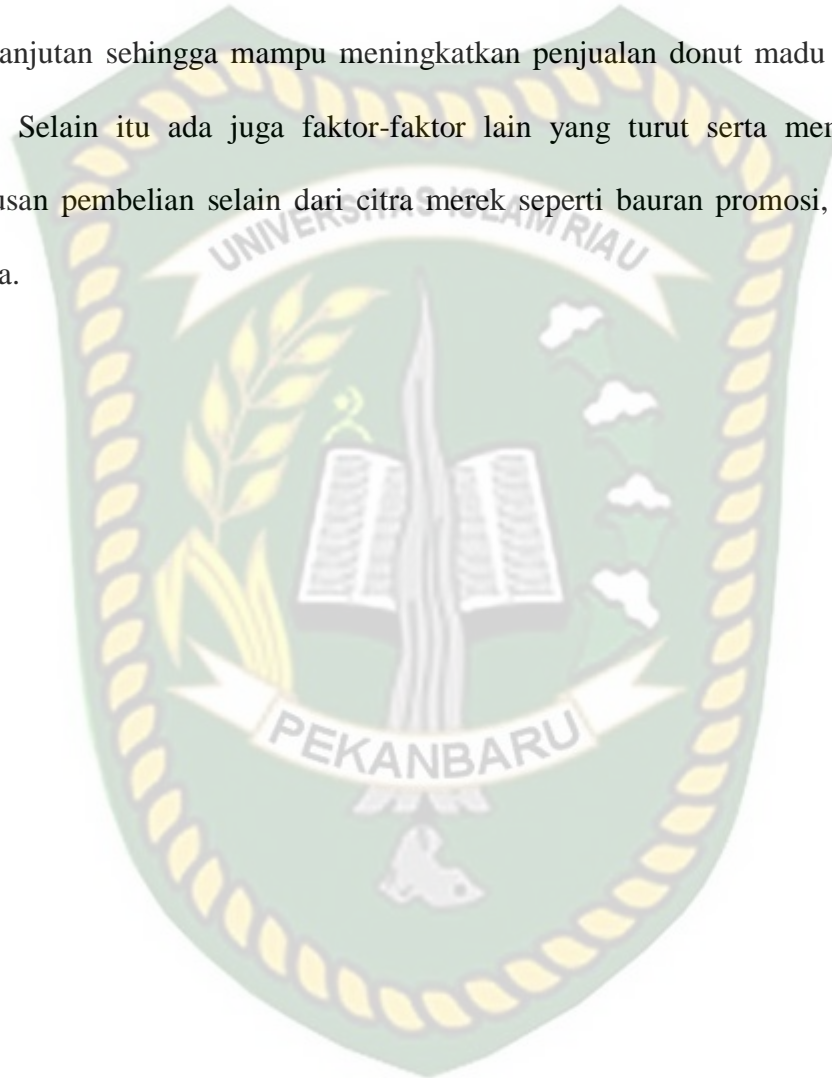 anjutan sehingga mampu meningkatkan penjualan donut madu
Selain itu ada juga faktor-faktor lain yang turut serta mer
usan pembelian selain dari citra merek seperti bauran promosi,
a.
UNIVERSITAS ISLAM RIAU
PEKANBARU